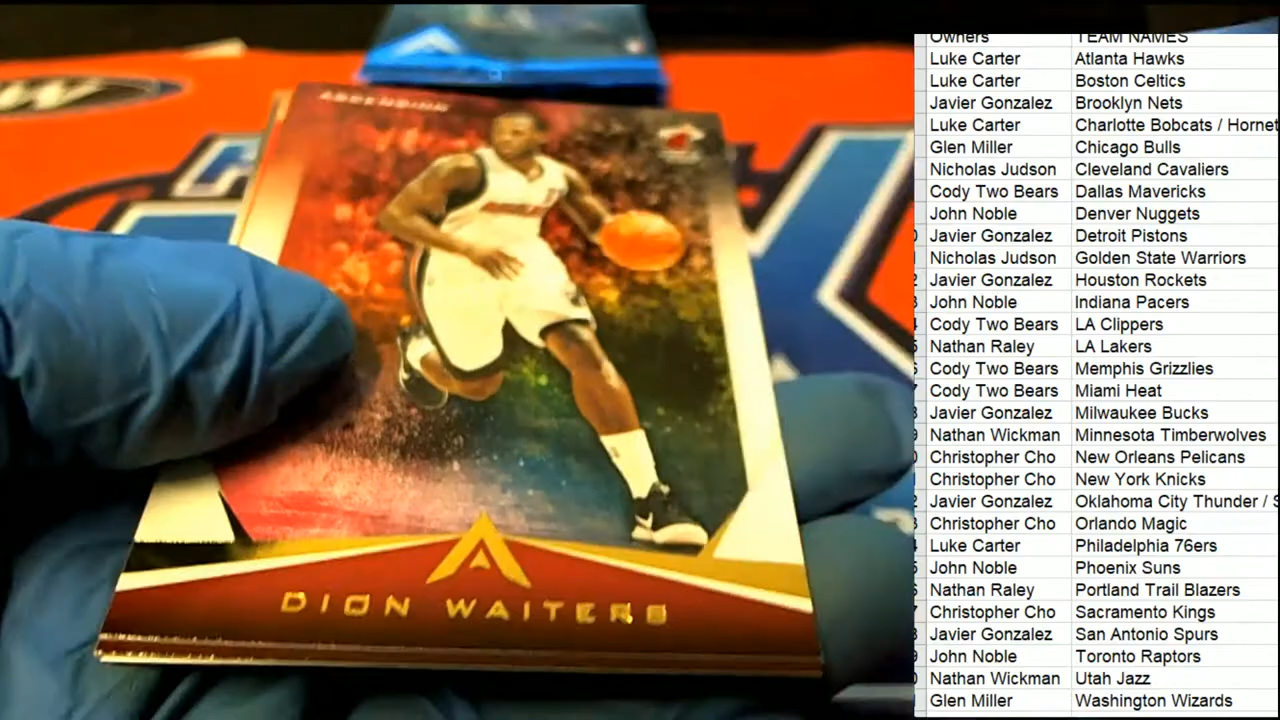 ASCENDING
DION WAITERS
Owners TEAM NAMES
Luke Carter Atlanta Hawks
Luke Carter Boston Celtics
Javier Gonzalez Brooklyn Nets
Luke Carter Charlotte Bobcats / Hornet
Glen Miller Chicago Bulls
Nicholas Judson Cleveland Cavaliers
Cody Two Bears Dallas Mavericks
John Noble Denver Nuggets
Javier Gonzalez Detroit Pistons
Nicholas Judson Golden State Warriors
Javier Gonzalez Houston Rockets
John Noble Indiana Pacers
Cody Two Bears LA Clippers
Nathan Raley LA Lakers
Cody Two Bears Memphis Grizzlies
Cody Two Bears Miami Heat
Javier Gonzalez Milwaukee Bucks
Nathan Wickman Minnesota Timberwolves
Christopher Cho New Orleans Pelicans
Christopher Cho New York Knicks
Javier Gonzalez Oklahoma City Thunder / S
Christopher Cho Orlando Magic
Luke Carter Philadelphia 76ers
John Noble Phoenix Suns
Nathan Raley Portland Trail Blazers
Christopher Cho Sacramento Kings
Javier Gonzalez San Antonio Spurs
John Noble Toronto Raptors
Nathan Wickman Utah Jazz
Glen Miller Washington Wizards